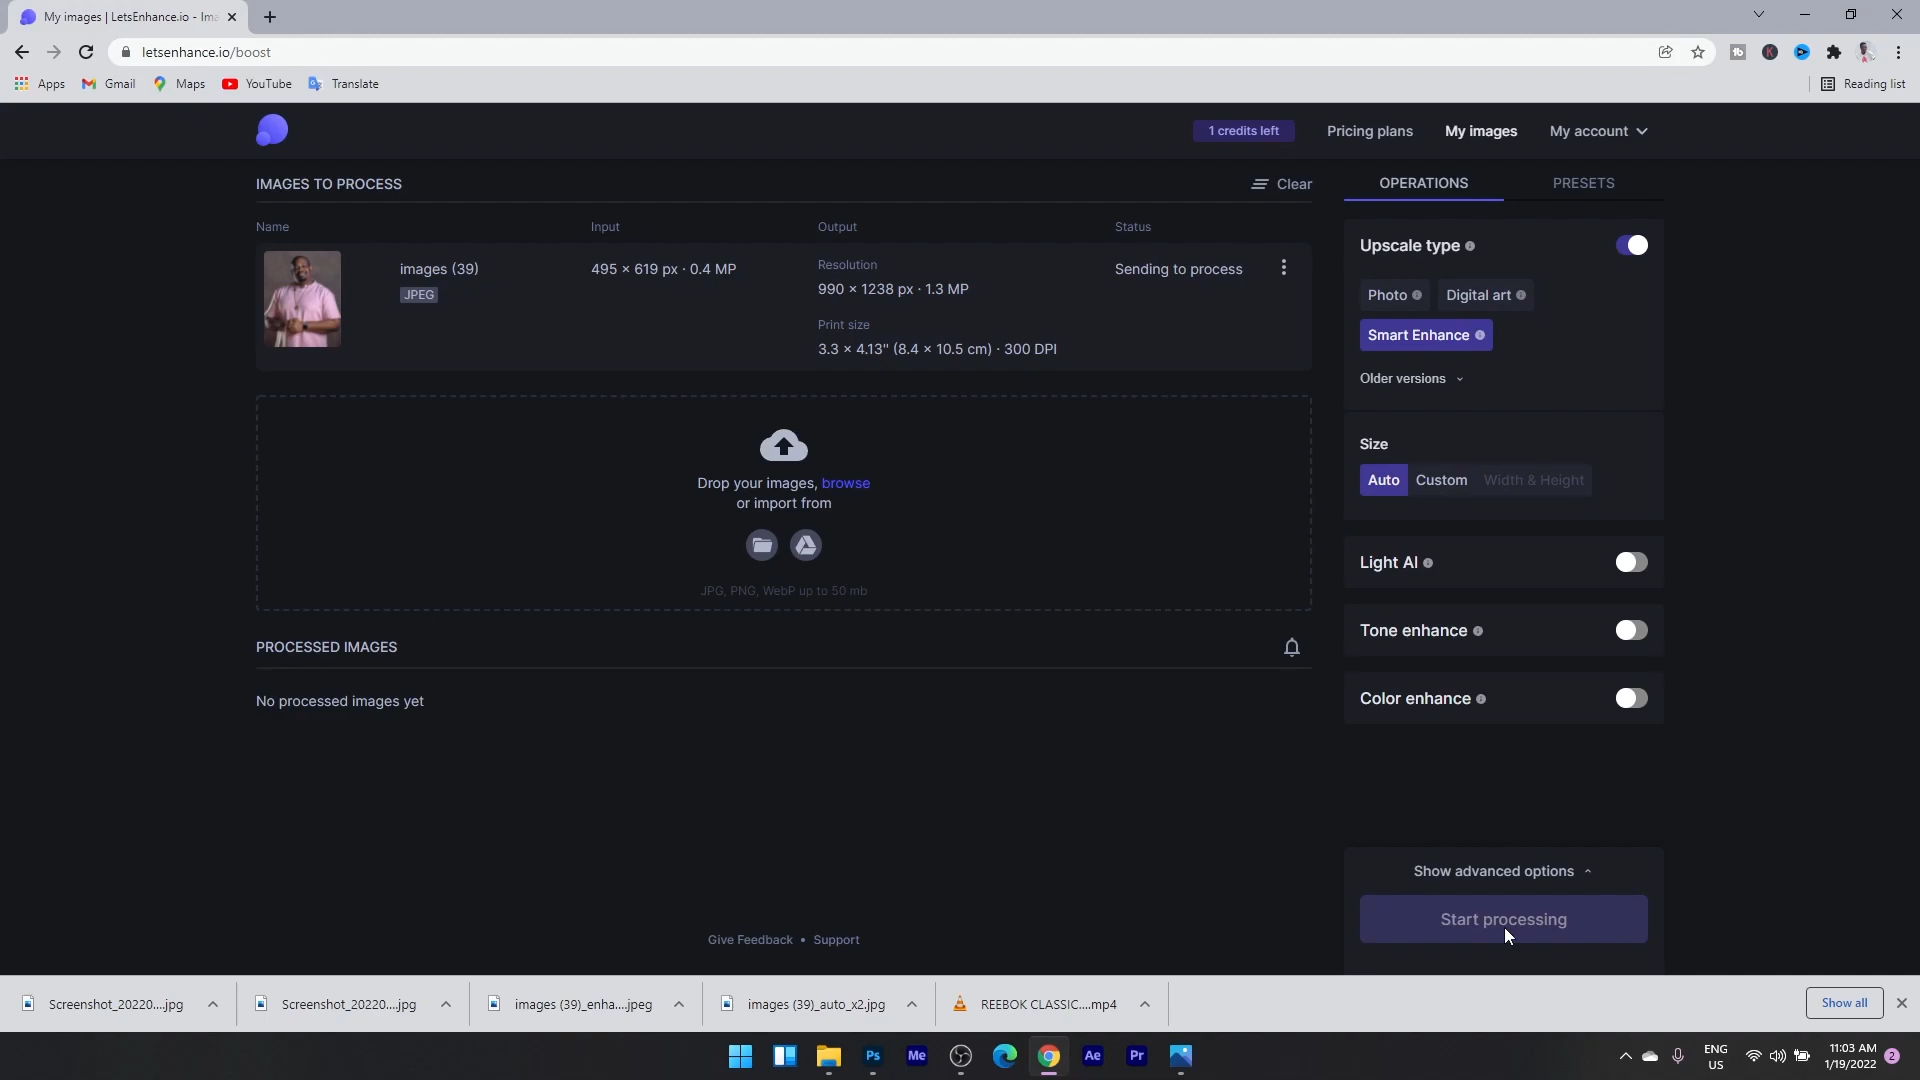 My images | LetsEnhance.io - Ima
letsenhance.io/boost
Apps
Gmail
Maps
YouTube
Translate
Reading list
1 credits left
Pricing plans
My images
My account
IMAGES TO PROCESS
Clear
OPERATIONS
PRESETS
Name
Input
Output
Status
images (39)
JPEG
495 × 619 px · 0.4 MP
Resolution
990 × 1238 px · 1.3 MP
Print size
3.3 × 4.13" (8.4 × 10.5 cm) · 300 DPI
Sending to process
Upscale type
Photo
Digital art
Smart Enhance
Older versions
Size
Auto
Custom
Width & Height
Drop your images, browse
or import from
JPG, PNG, WebP up to 50 mb
Light AI
Tone enhance
Color enhance
PROCESSED IMAGES
No processed images yet
Show advanced options
Start processing
Give Feedback • Support
Screenshot_20220....jpg
Screenshot_20220....jpg
images (39)_enha....jpeg
images (39)_auto_x2.jpg
REEBOK CLASSIC....mp4
Show all
Ps
Me
Ae
Pr
ENG
US
11:03 AM
1/19/2022
2